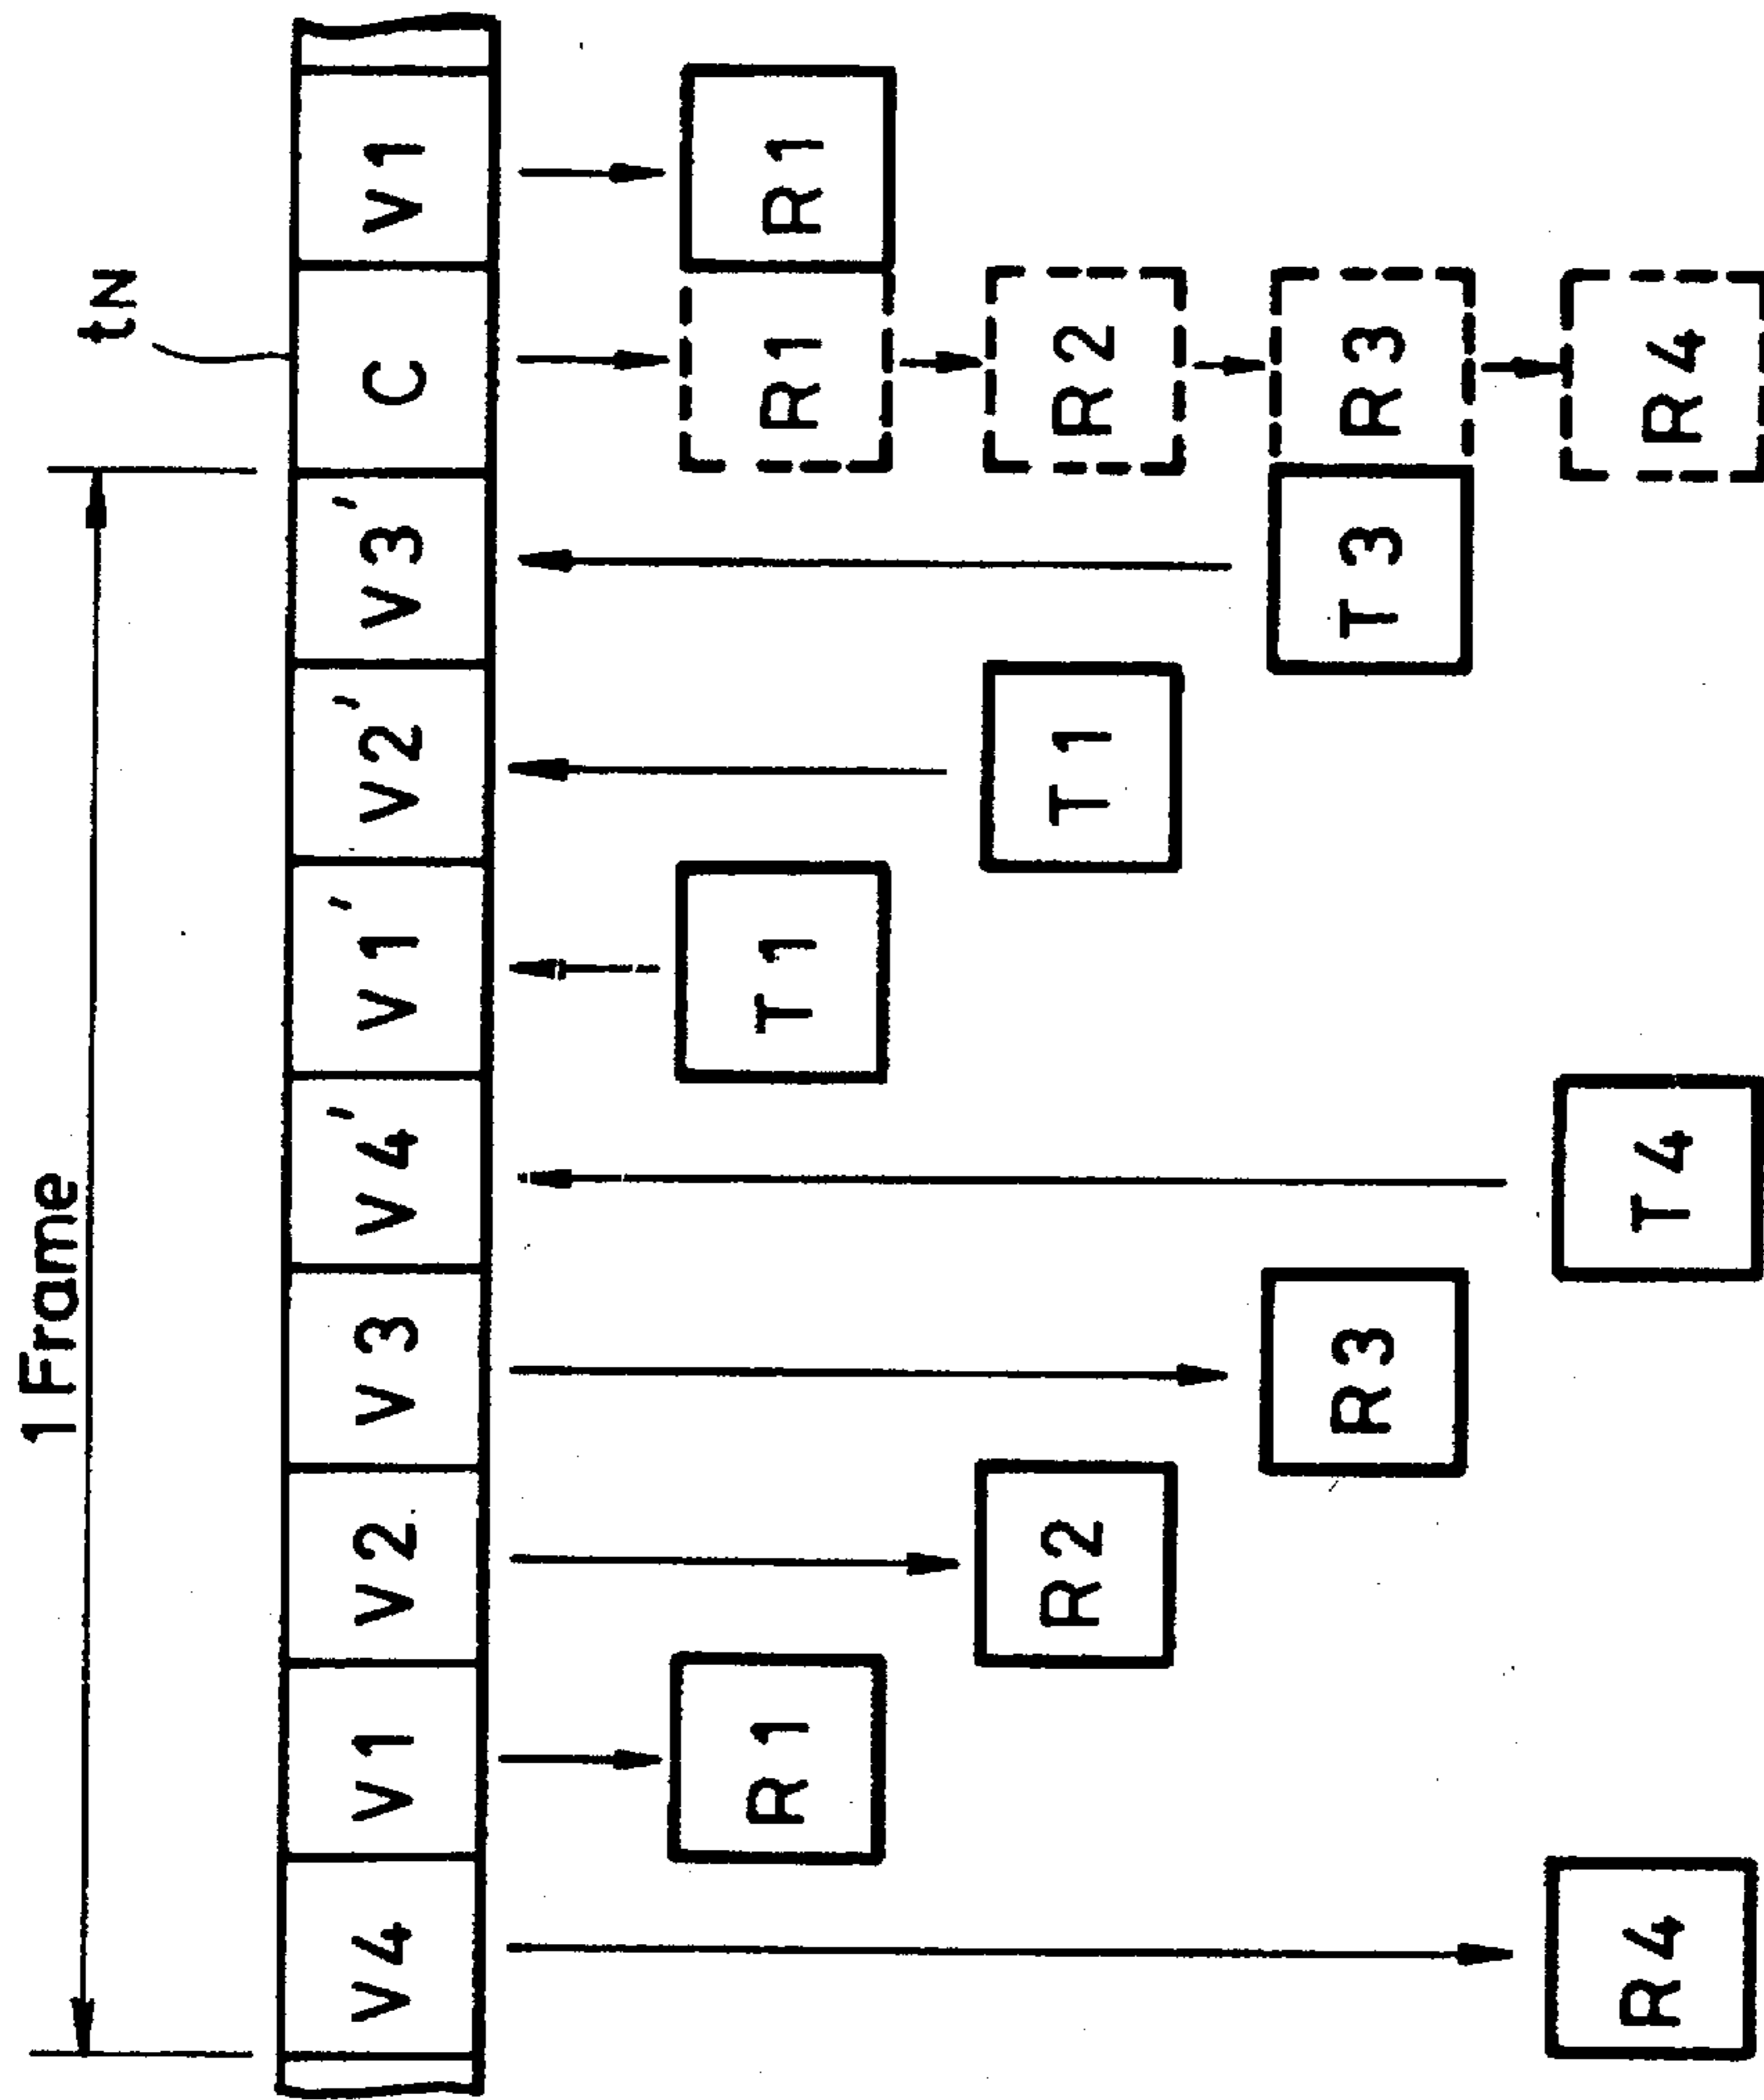 1 Frame
tN
V4 V1 V2 V3 V4' V1' V2' V3' C V1
R1 T1 R1 R1
R2 T1 R2
R3 T3 R3
R4 T4 R4